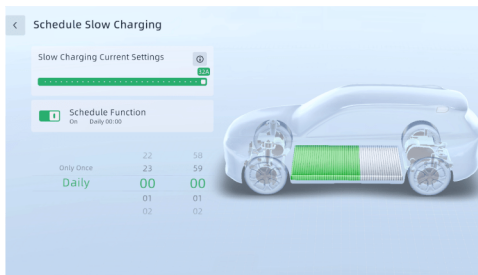 Schedule Slow Charging
Slow Charging Current Settings
12A
Schedule Function
On Daily 00:00
22 58
Only Once 23 59
Daily 00 00
01 01
02 02